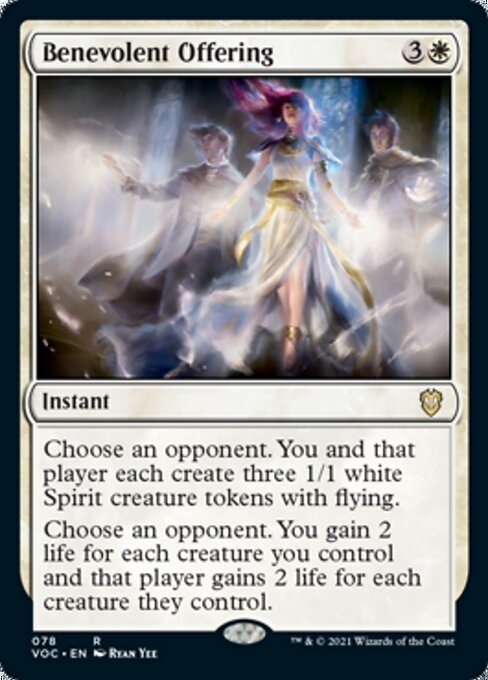 Benevolent Offering 3
Instant
Choose an opponent. You and that
player each create three 1/1 white
Spirit creature tokens with flying.
Choose an opponent. You gain 2
life for each creature you control
and that player gains 2 life for each
creature they control.
078 R
VOC • EN Ryan Yee
™ & © 2021 Wizards of the Coast